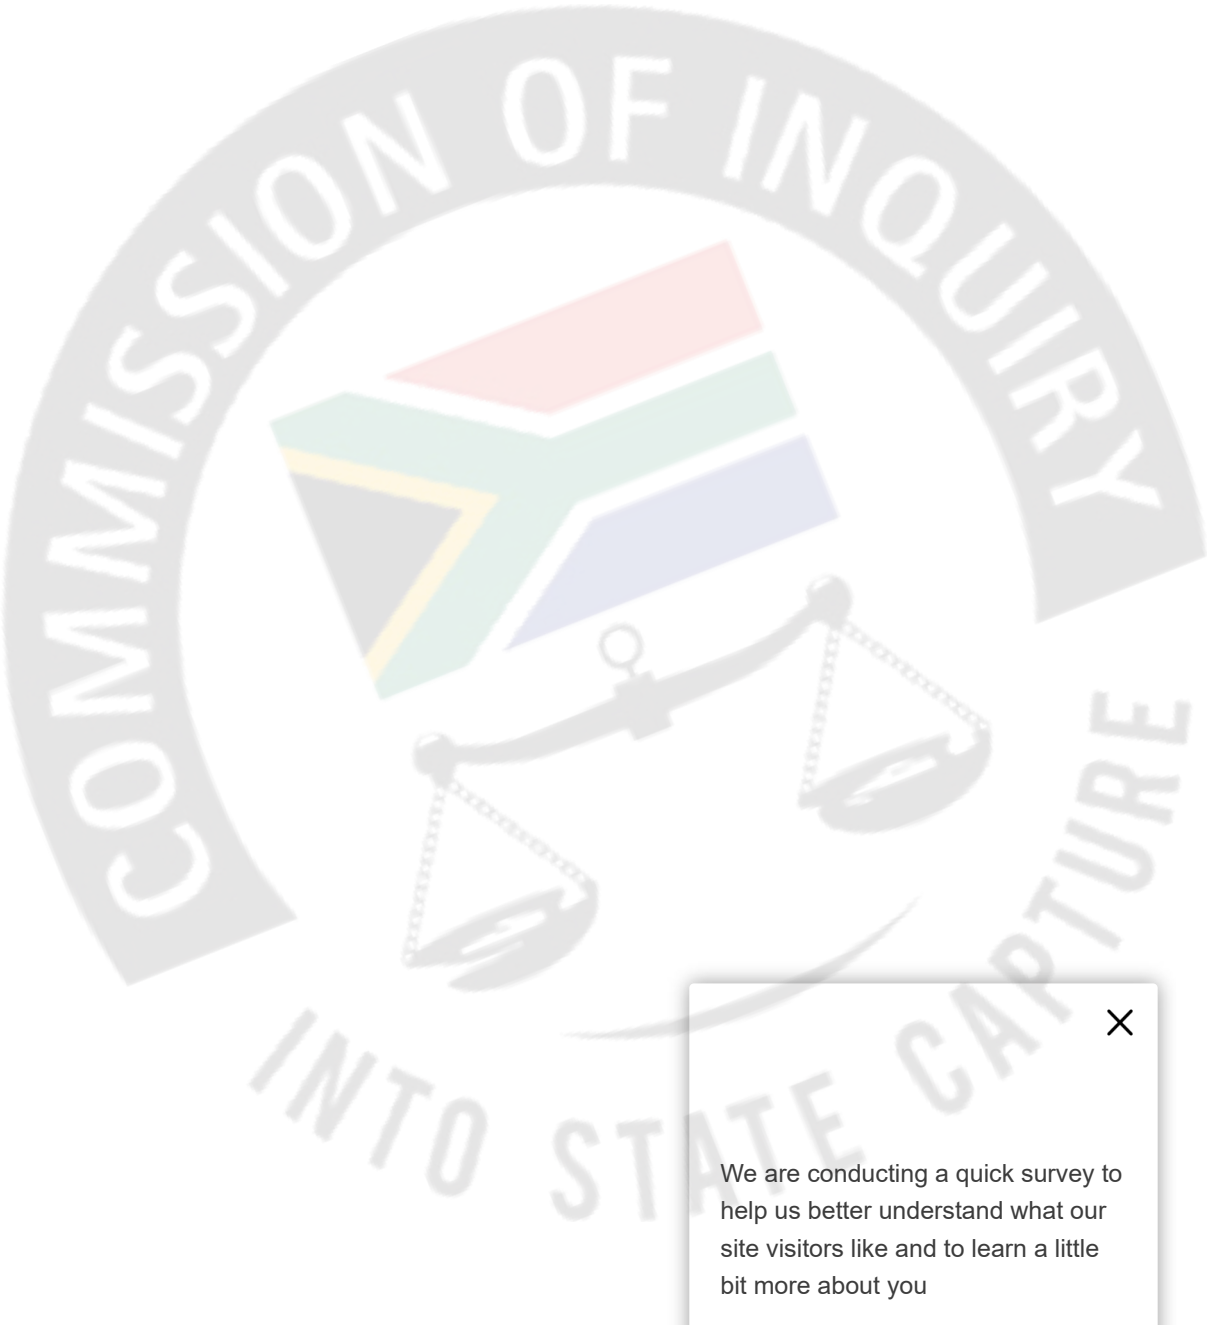 COMMISSION OF INQUIRY
INTO STATE CAPTURE
We are conducting a quick survey to
help us better understand what our
site visitors like and to learn a little
bit more about you